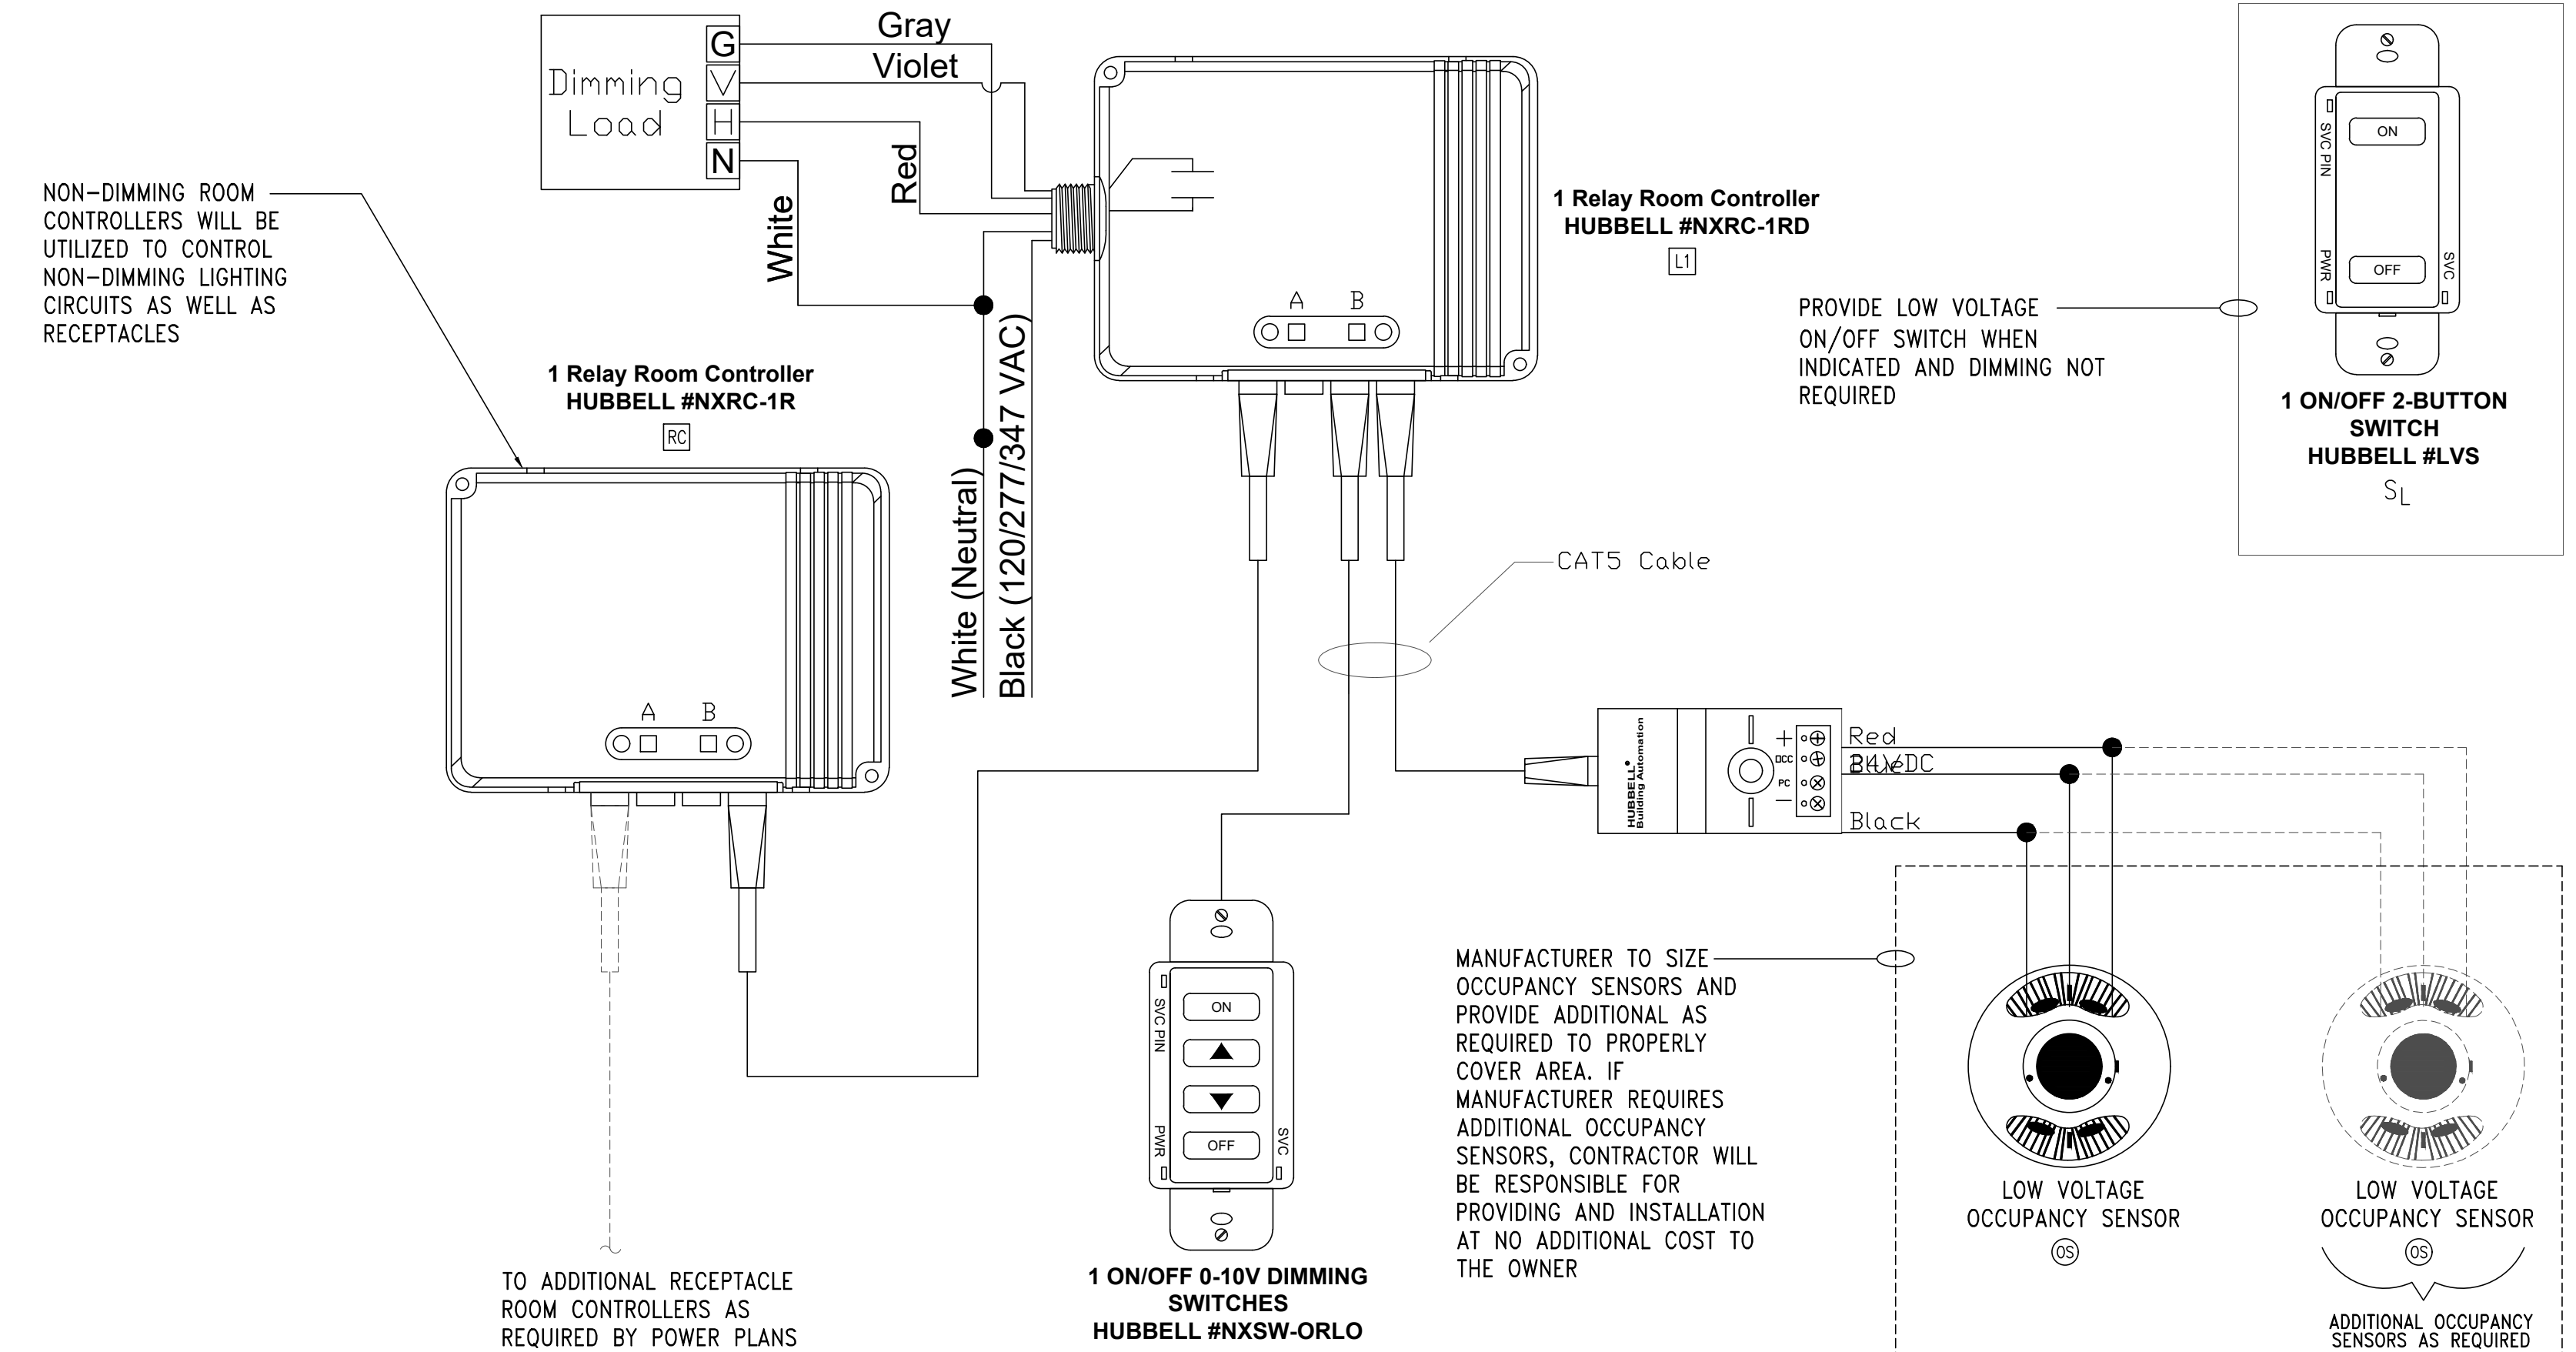 Gray
Violet
G
V
H
N
Dimming
Load
Red
White
NON-DIMMING ROOM
CONTROLLERS WILL BE
UTILIZED TO CONTROL
NON-DIMMING LIGHTING
CIRCUITS AS WELL AS
RECEPTACLES
1 Relay Room Controller
HUBBELL #NXRC-1RD
L1
A B
1 Relay Room Controller
HUBBELL #NXRC-1R
RC
A B
White (Neutral)
Black (120/277/347 VAC)
CAT5 Cable
PROVIDE LOW VOLTAGE
ON/OFF SWITCH WHEN
INDICATED AND DIMMING NOT
REQUIRED
ON
OFF
SVC PIN
PWR
SVC
1 ON/OFF 2-BUTTON
SWITCH
HUBBELL #LVS
SL
HUBBELL®
Building Automation
+
OCC
PC
−
Red
24VDC
Blue
Black
TO ADDITIONAL RECEPTACLE
ROOM CONTROLLERS AS
REQUIRED BY POWER PLANS
ON
OFF
SVC PIN
PWR
SVC
1 ON/OFF 0-10V DIMMING
SWITCHES
HUBBELL #NXSW-ORLO
MANUFACTURER TO SIZE
OCCUPANCY SENSORS AND
PROVIDE ADDITIONAL AS
REQUIRED TO PROPERLY
COVER AREA. IF
MANUFACTURER REQUIRES
ADDITIONAL OCCUPANCY
SENSORS, CONTRACTOR WILL
BE RESPONSIBLE FOR
PROVIDING AND INSTALLATION
AT NO ADDITIONAL COST TO
THE OWNER
LOW VOLTAGE
OCCUPANCY SENSOR
OS
LOW VOLTAGE
OCCUPANCY SENSOR
OS
ADDITIONAL OCCUPANCY
SENSORS AS REQUIRED